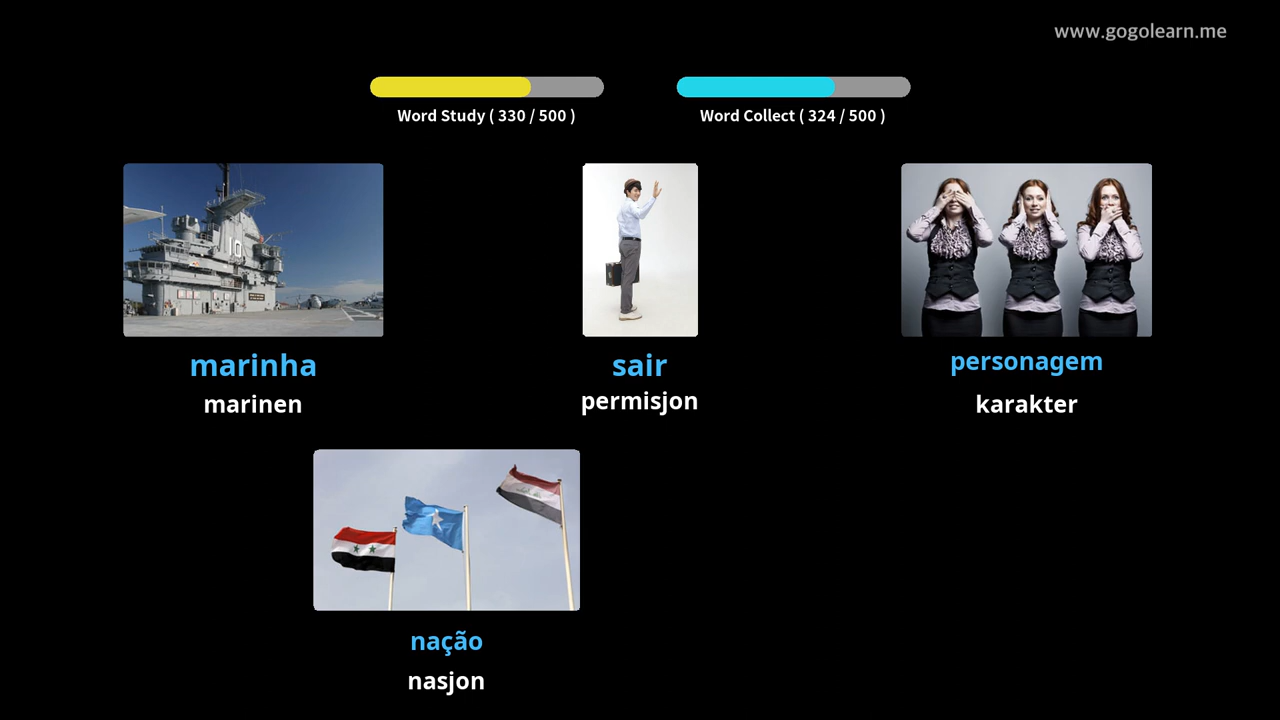 www.gogolearn.me
Word Study ( 330 / 500 )
Word Collect ( 324 / 500 )
10
marinha
marinen
sair
permisjon
personagem
karakter
nação
nasjon